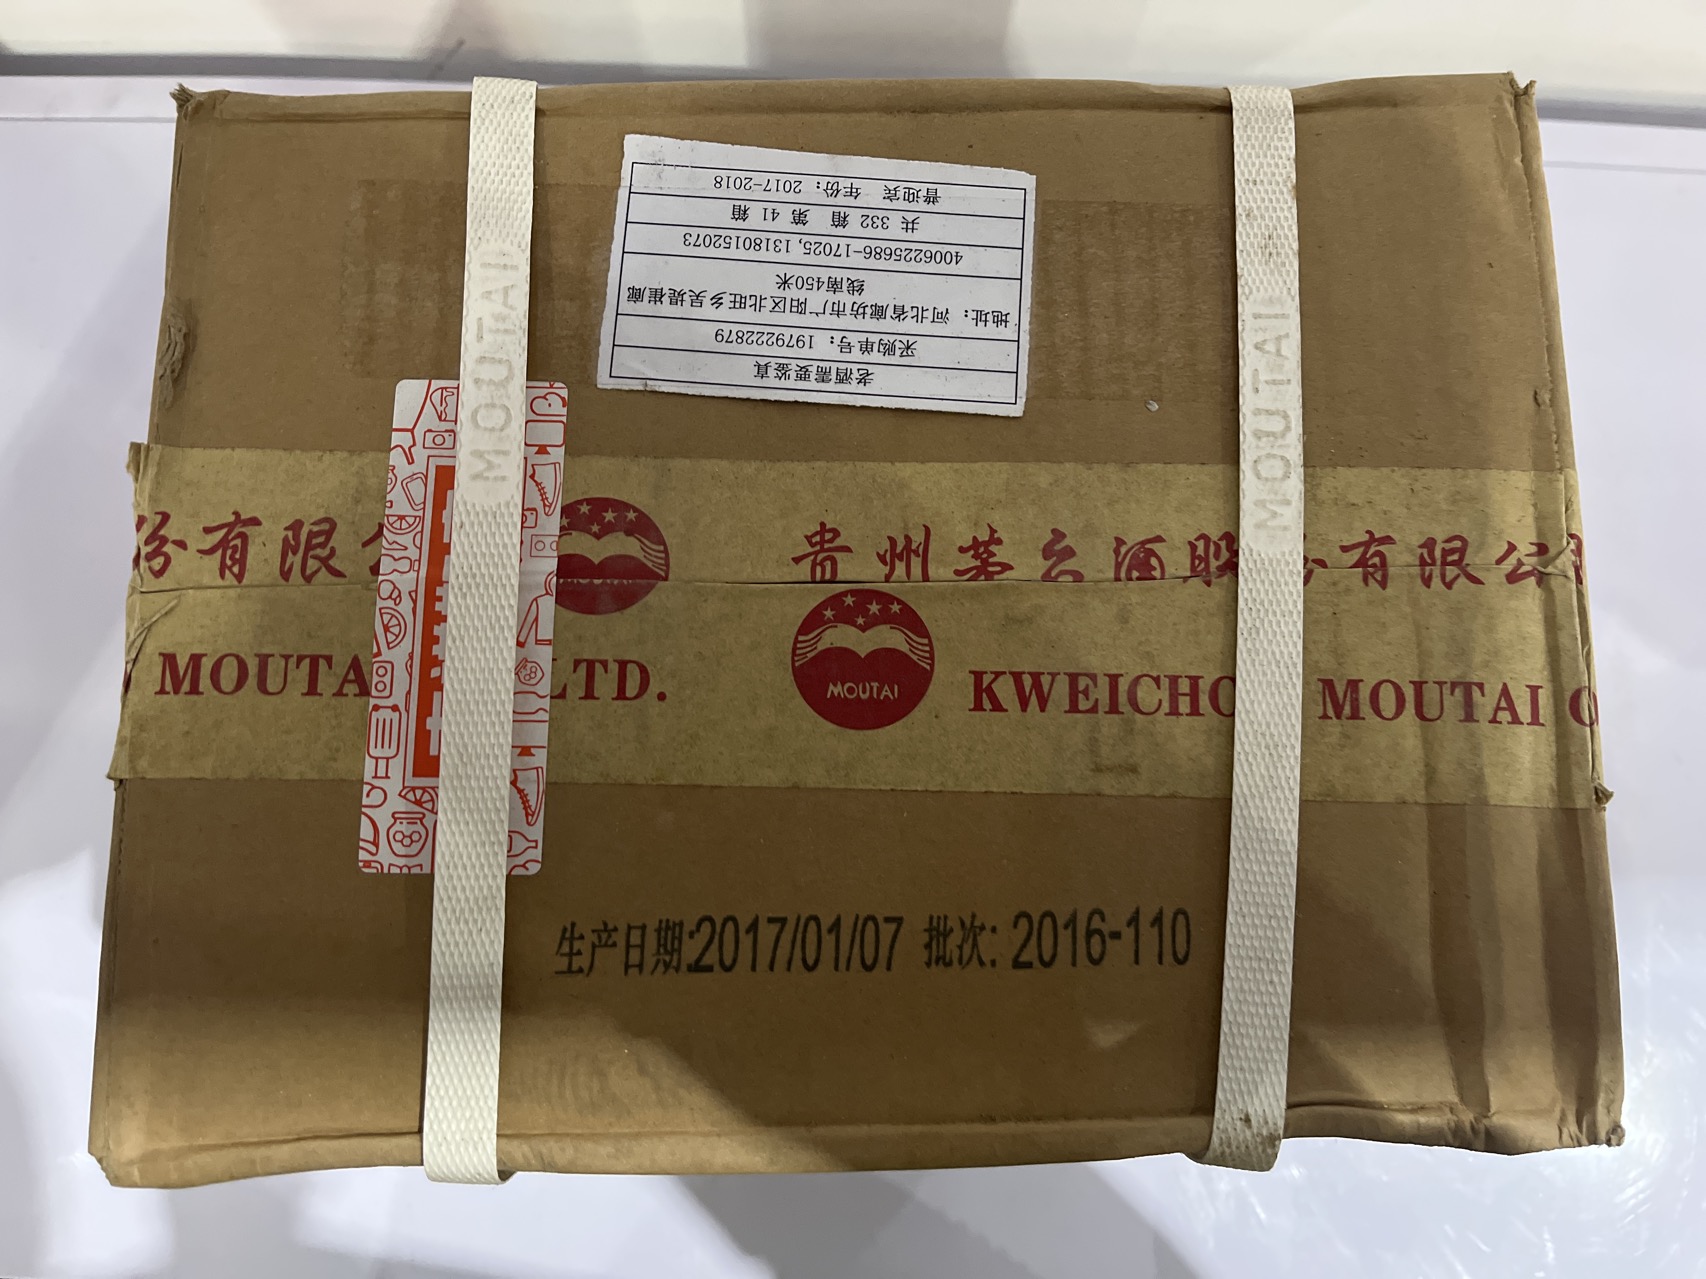 老酒需要鉴真
采购单号：1979222879
地址：河北省廊坊市广阳区北旺乡吴堤崔廊
线南450米
4006225686-17025, 13180152073
共 332 箱 第 41 箱
普迎宾 年份：2017-2018
MOUTAI
MOUTAI
份有限
MOUTAI
贵州茅台酒股份有限公司
MOUTA
LTD.
MOUTAI
KWEICHO
MOUTAI C
生产日期:2017/01/07 批次: 2016-110